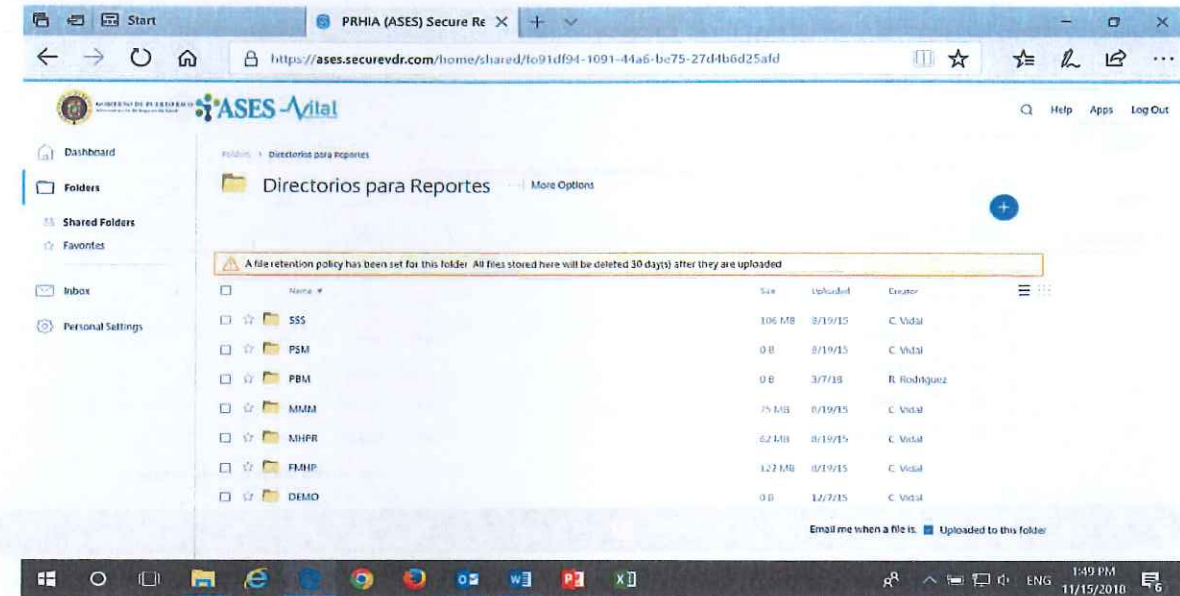 Start
PRHIA (ASES) Secure Re
https://ases.securevdr.com/home/shared/fo91df94-1091-44a6-be75-27d4b6d25afd
GOBIERNO DE PUERTO RICO
ASES - Vital
Help Apps Log Out
Dashboard
Folders
Shared Folders
Favorites
Inbox
Personal Settings
Folders > Directorios para Reportes
Directorios para Reportes
More Options
A file retention policy has been set for this folder All files stored here will be deleted 30 day(s) after they are uploaded
Name Size Uploaded Creator
SSS 106 MB 8/19/15 C. Vidal
PSM 0 B 8/19/15 C. Vidal
PBM 0 B 3/7/18 R. Rodriguez
MMM 75 MB 8/19/15 C. Vidal
MHPR 62 MB 8/19/15 C. Vidal
FMHP 122 MB 8/19/15 C. Vidal
DEMO 0 B 12/7/15 C. Vidal
Email me when a file is. Uploaded to this folder
ENG
1:49 PM
11/15/2018
6